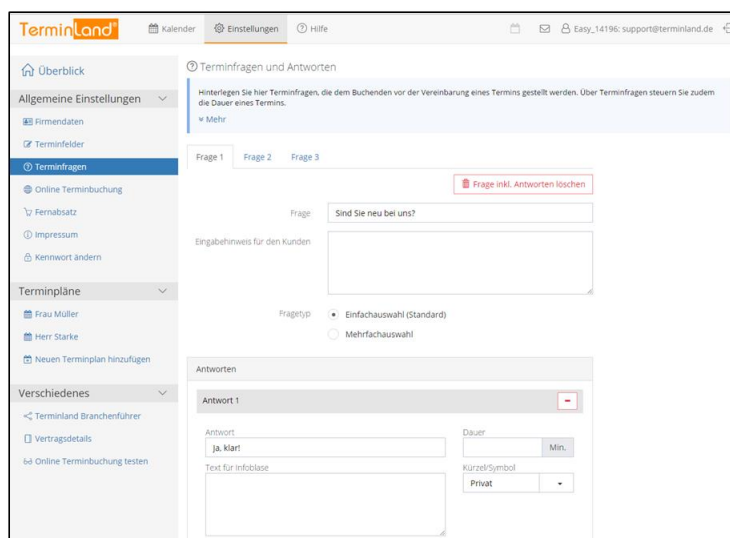 TerminLand®
Kalender
Einstellungen
Hilfe
Easy_14196: support@terminland.de
Überblick
Allgemeine Einstellungen
Firmendaten
Terminfelder
Terminfragen
Online Terminbuchung
Fernabsatz
Impressum
Kennwort ändern
Terminpläne
Frau Müller
Herr Starke
Neuen Terminplan hinzufügen
Verschiedenes
Terminland Branchenführer
Vertragsdetails
Online Terminbuchung testen
Terminfragen und Antworten
Hinterlegen Sie hier Terminfragen, die dem Buchenden vor der Vereinbarung eines Termins gestellt werden. Über Terminfragen steuern Sie zudem
die Dauer eines Termins.
Mehr
Frage 1
Frage 2
Frage 3
Frage inkl. Antworten löschen
Frage
Sind Sie neu bei uns?
Eingabehinweis für den Kunden
Fragetyp
Einfachauswahl (Standard)
Mehrfachauswahl
Antworten
Antwort 1
Antwort
Dauer
Ja, klar!
Min.
Text für Infoblase
Kürzel/Symbol
Privat